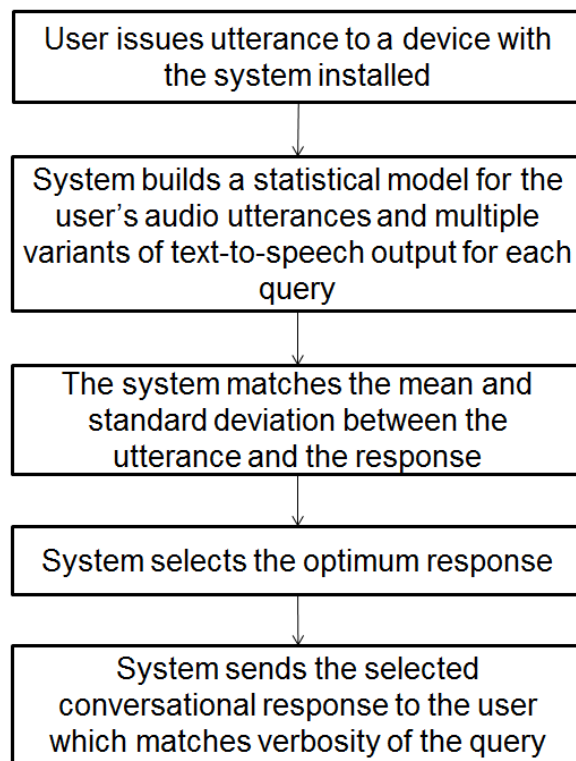 User issues utterance to a device with
the system installed
System builds a statistical model for the
user's audio utterances and multiple
variants of text-to-speech output for each
query
The system matches the mean and
standard deviation between the
utterance and the response
System selects the optimum response
System sends the selected
conversational response to the user
which matches verbosity of the query